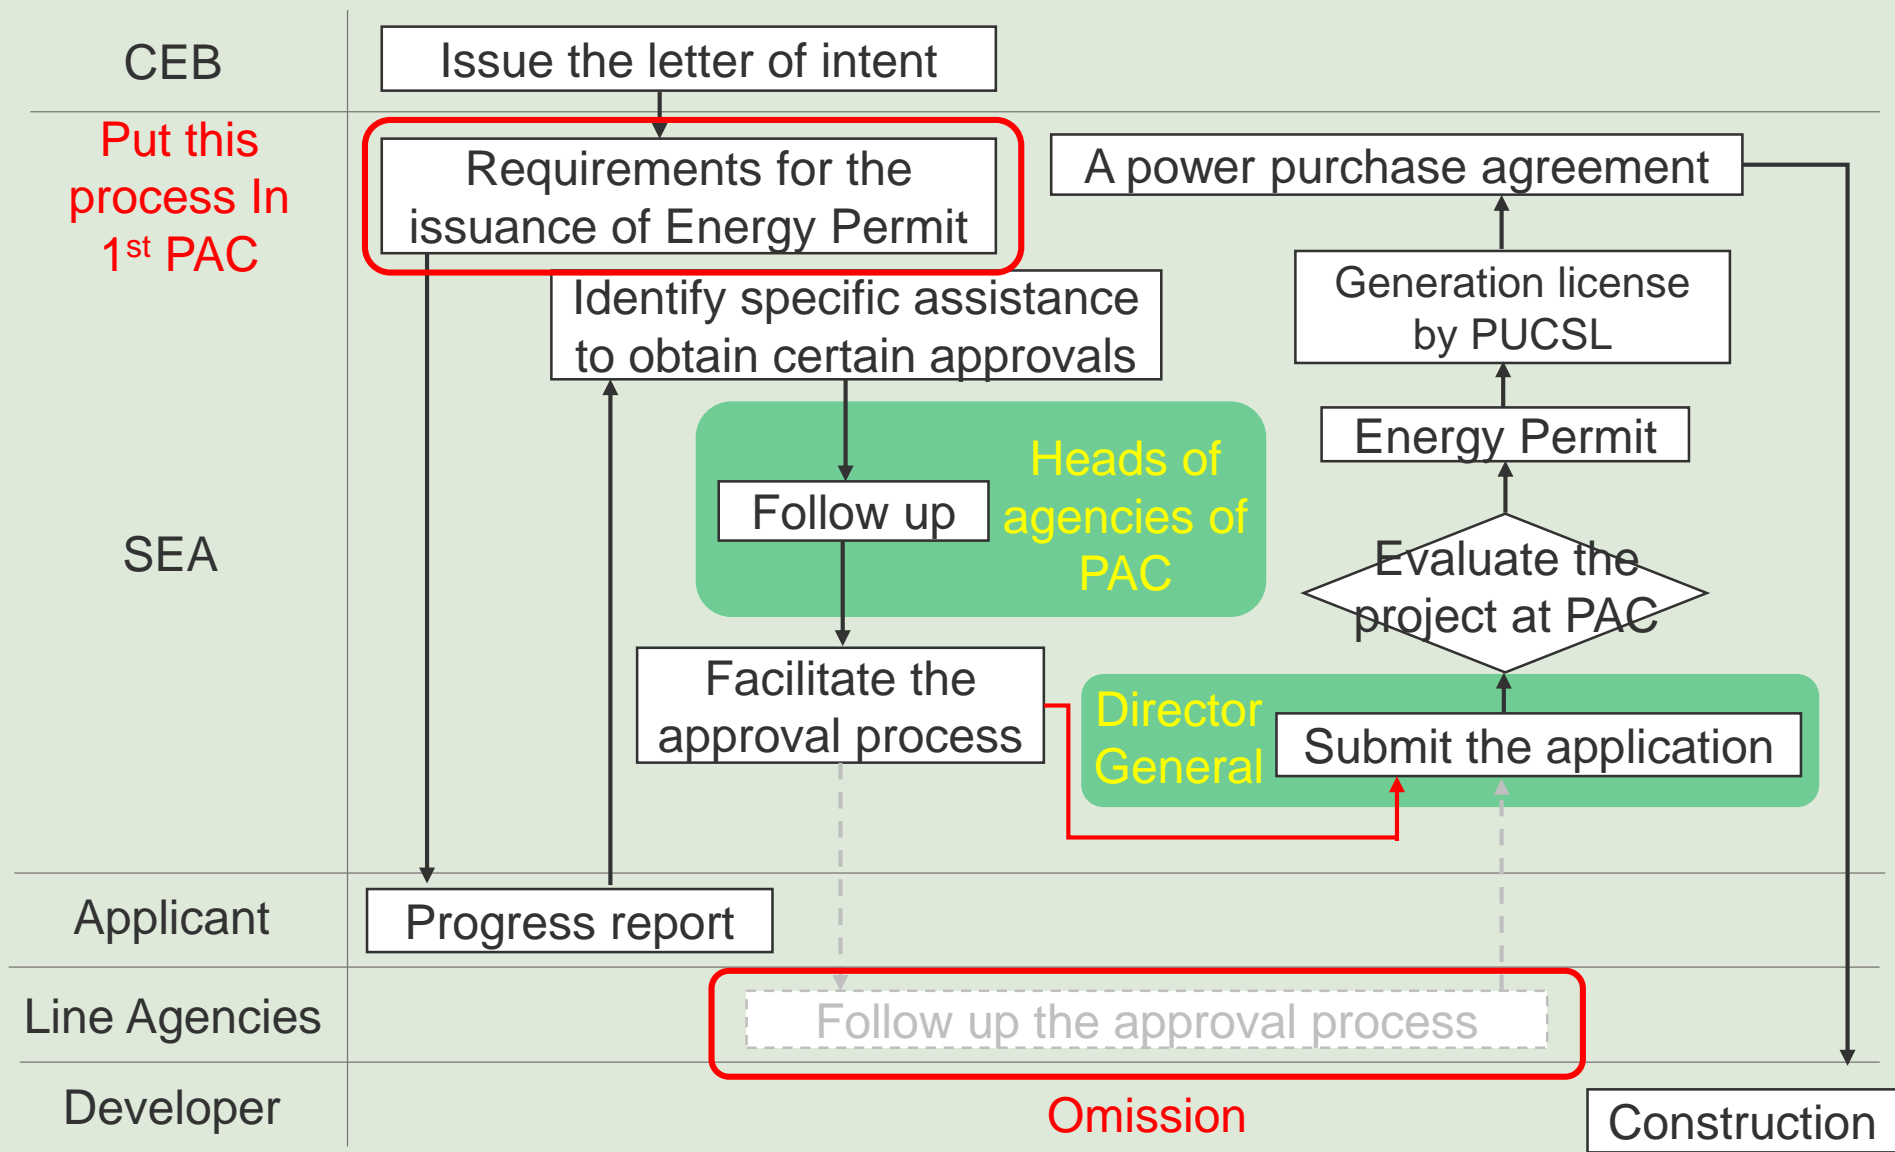 CEB
Issue the letter of intent
Put this
process In
1st PAC
Requirements for the
issuance of Energy Permit
A power purchase agreement
Identify specific assistance
to obtain certain approvals
Generation license
by PUCSL
Energy Permit
SEA
Follow up
Heads of
agencies of
PAC
Evaluate the
project at PAC
Facilitate the
approval process
Director
General
Submit the application
Applicant
Progress report
Line Agencies
Follow up the approval process
Developer
Omission
Construction